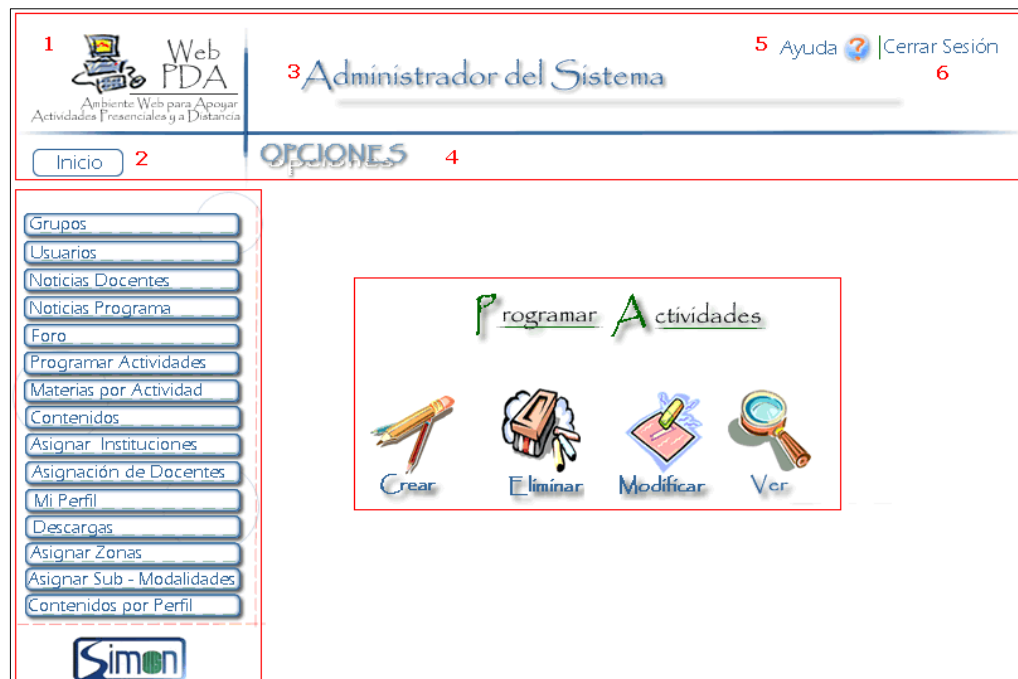 1
Web
PDA
Ambiente Web para Apoyar
Actividades Presenciales y a Distancia
3 Administrador del Sistema
5 Ayuda ? |Cerrar Sesión
6
Inicio 2
OPCIONES 4
Grupos
Usuarios
Noticias Docentes
Noticias Programa
Foro
Programar Actividades
Materias por Actividad
Contenidos
Asignar Instituciones
Asignación de Docentes
Mi Perfil
Descargas
Asignar Zonas
Asignar Sub - Modalidades
Contenidos por Perfil
Simon
Programar Actividades
Crear Eliminar Modificar Ver